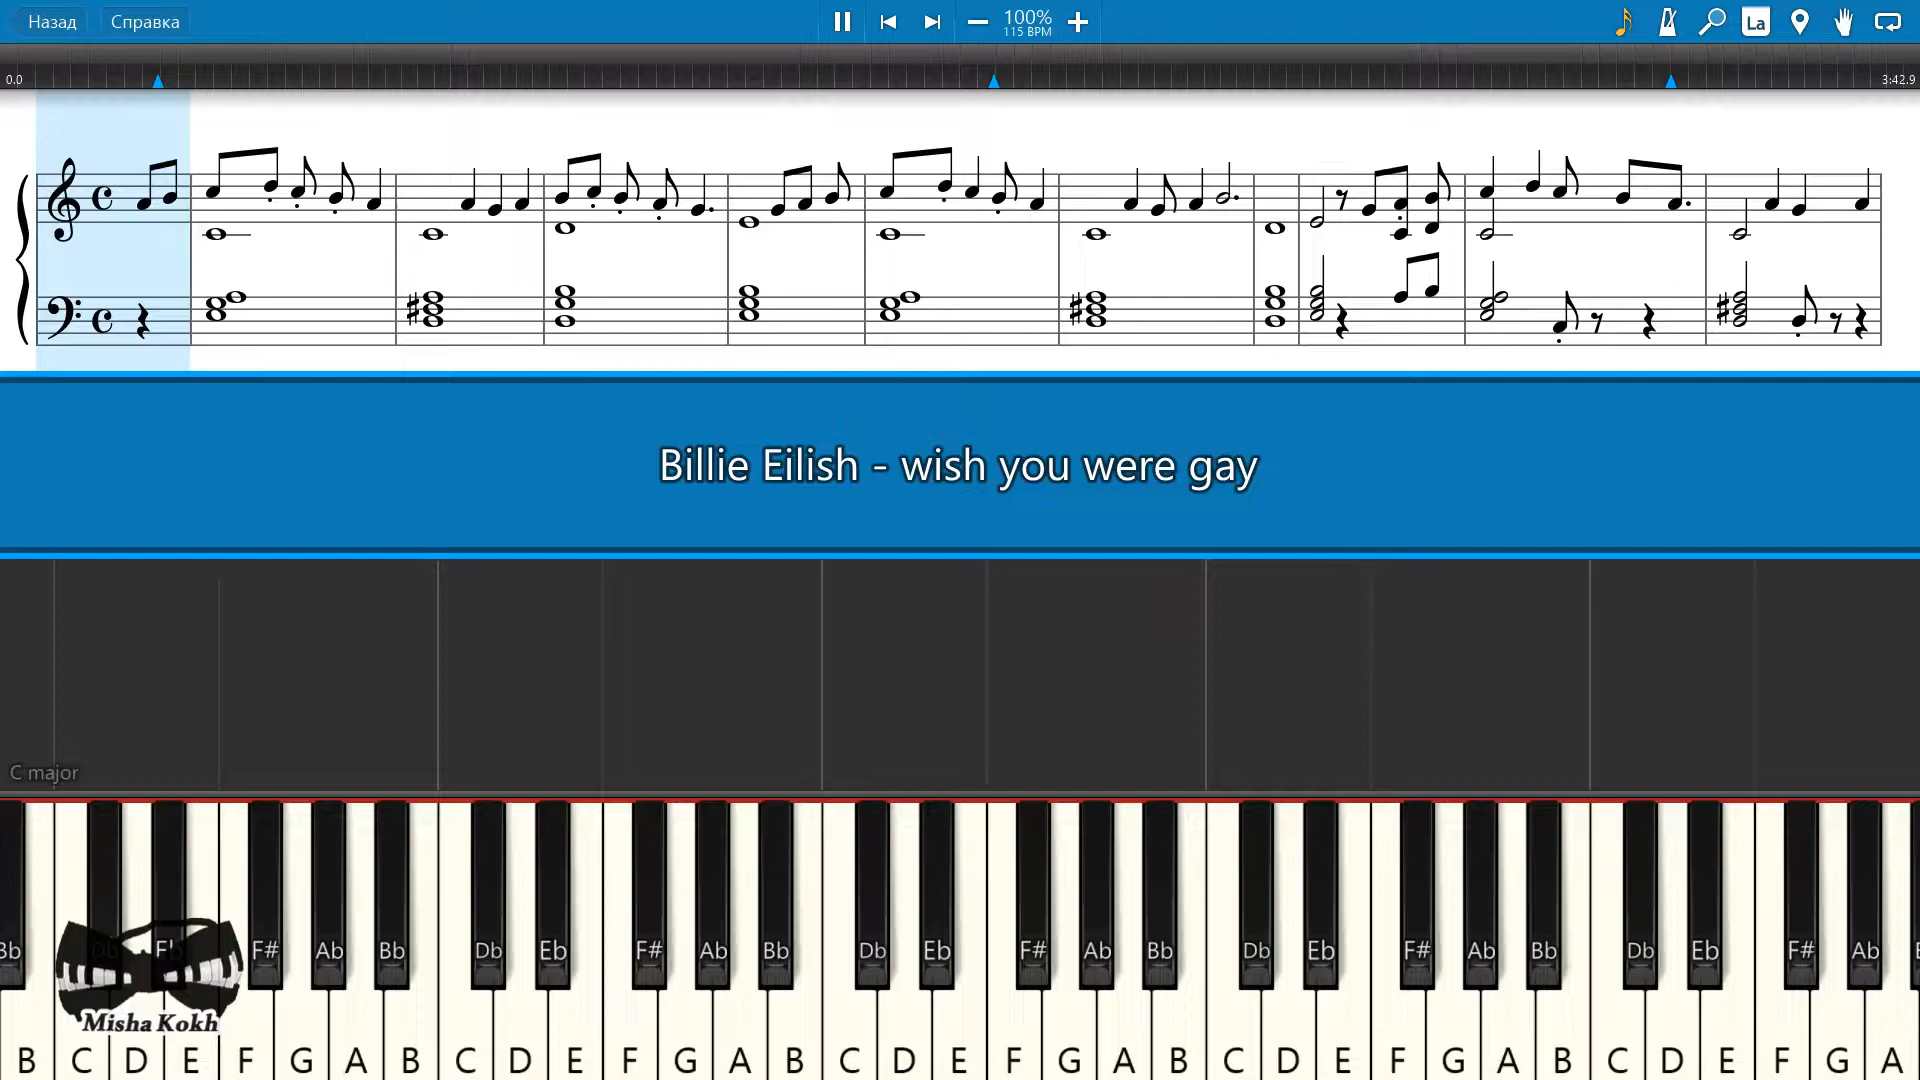 Назад Справка 100% La
115 BPM
0.0 3:42.9
Billie Eilish - wish you were gay
C major
Bb Db Eb F# Ab Bb Db Eb F# Ab Bb Db Eb F# Ab Bb Db Eb F# Ab Bb Db Eb F# Ab
Misha Kokh
B C D E F G A B C D E F G A B C D E F G A B C D E F G A B C D E F G A